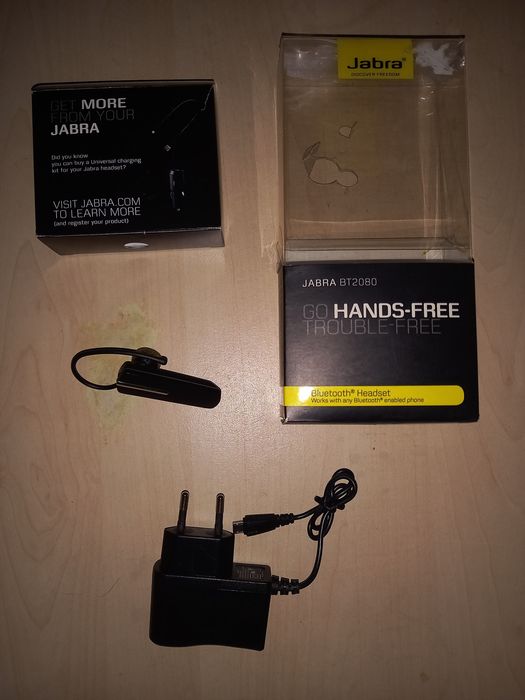 GET MORE
FROM YOUR
JABRA
Did you know
you can buy a Universal charging
kit for your Jabra headset?
VISIT JABRA.COM
TO LEARN MORE
(and register your product)
Jabra®
DISCOVER FREEDOM
JABRA BT2080
GO HANDS-FREE
TROUBLE-FREE
Bluetooth® Headset
Works with any Bluetooth® enabled phone